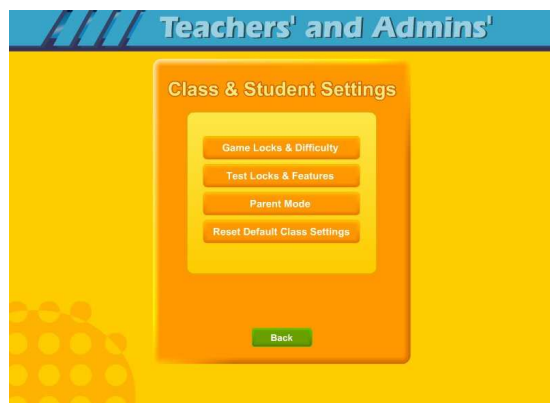 Teachers' and Admins'
Class & Student Settings
Game Locks & Difficulty
Test Locks & Features
Parent Mode
Reset Default Class Settings
Back